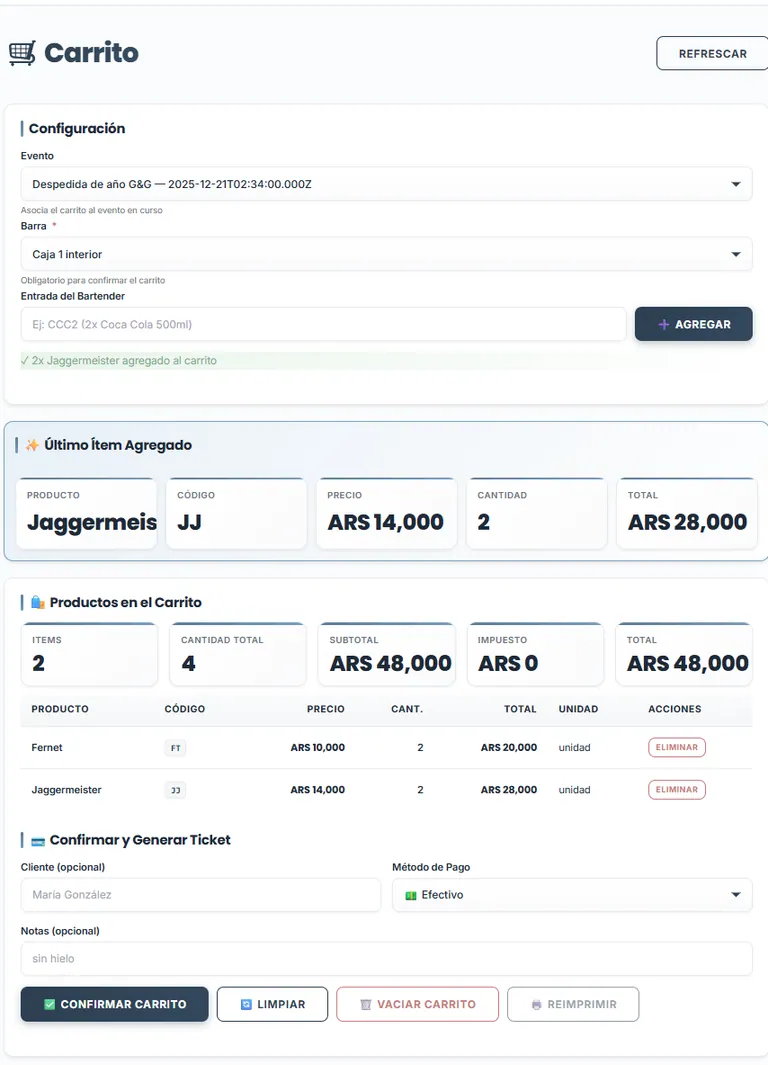 Carrito
REFRESCAR
Configuración
Evento
Despedida de año G&G — 2025-12-21T02:34:00.000Z
Asocia el carrito al evento en curso
Barra *
Caja 1 interior
Obligatorio para confirmar el carrito
Entrada del Bartender
Ej: CCC2 (2x Coca Cola 500ml)
+ AGREGAR
✓ 2x Jaggermeister agregado al carrito
Último Ítem Agregado
PRODUCTO CÓDIGO PRECIO CANTIDAD TOTAL
Jaggermeis JJ ARS 14,000 2 ARS 28,000
Productos en el Carrito
ITEMS CANTIDAD TOTAL SUBTOTAL IMPUESTO TOTAL
2 4 ARS 48,000 ARS 0 ARS 48,000
PRODUCTO CÓDIGO PRECIO CANT. TOTAL UNIDAD ACCIONES
Fernet FT ARS 10,000 2 ARS 20,000 unidad ELIMINAR
Jaggermeister JJ ARS 14,000 2 ARS 28,000 unidad ELIMINAR
Confirmar y Generar Ticket
Cliente (opcional) Método de Pago
María González Efectivo
Notas (opcional)
sin hielo
CONFIRMAR CARRITO LIMPIAR VACIAR CARRITO REIMPRIMIR